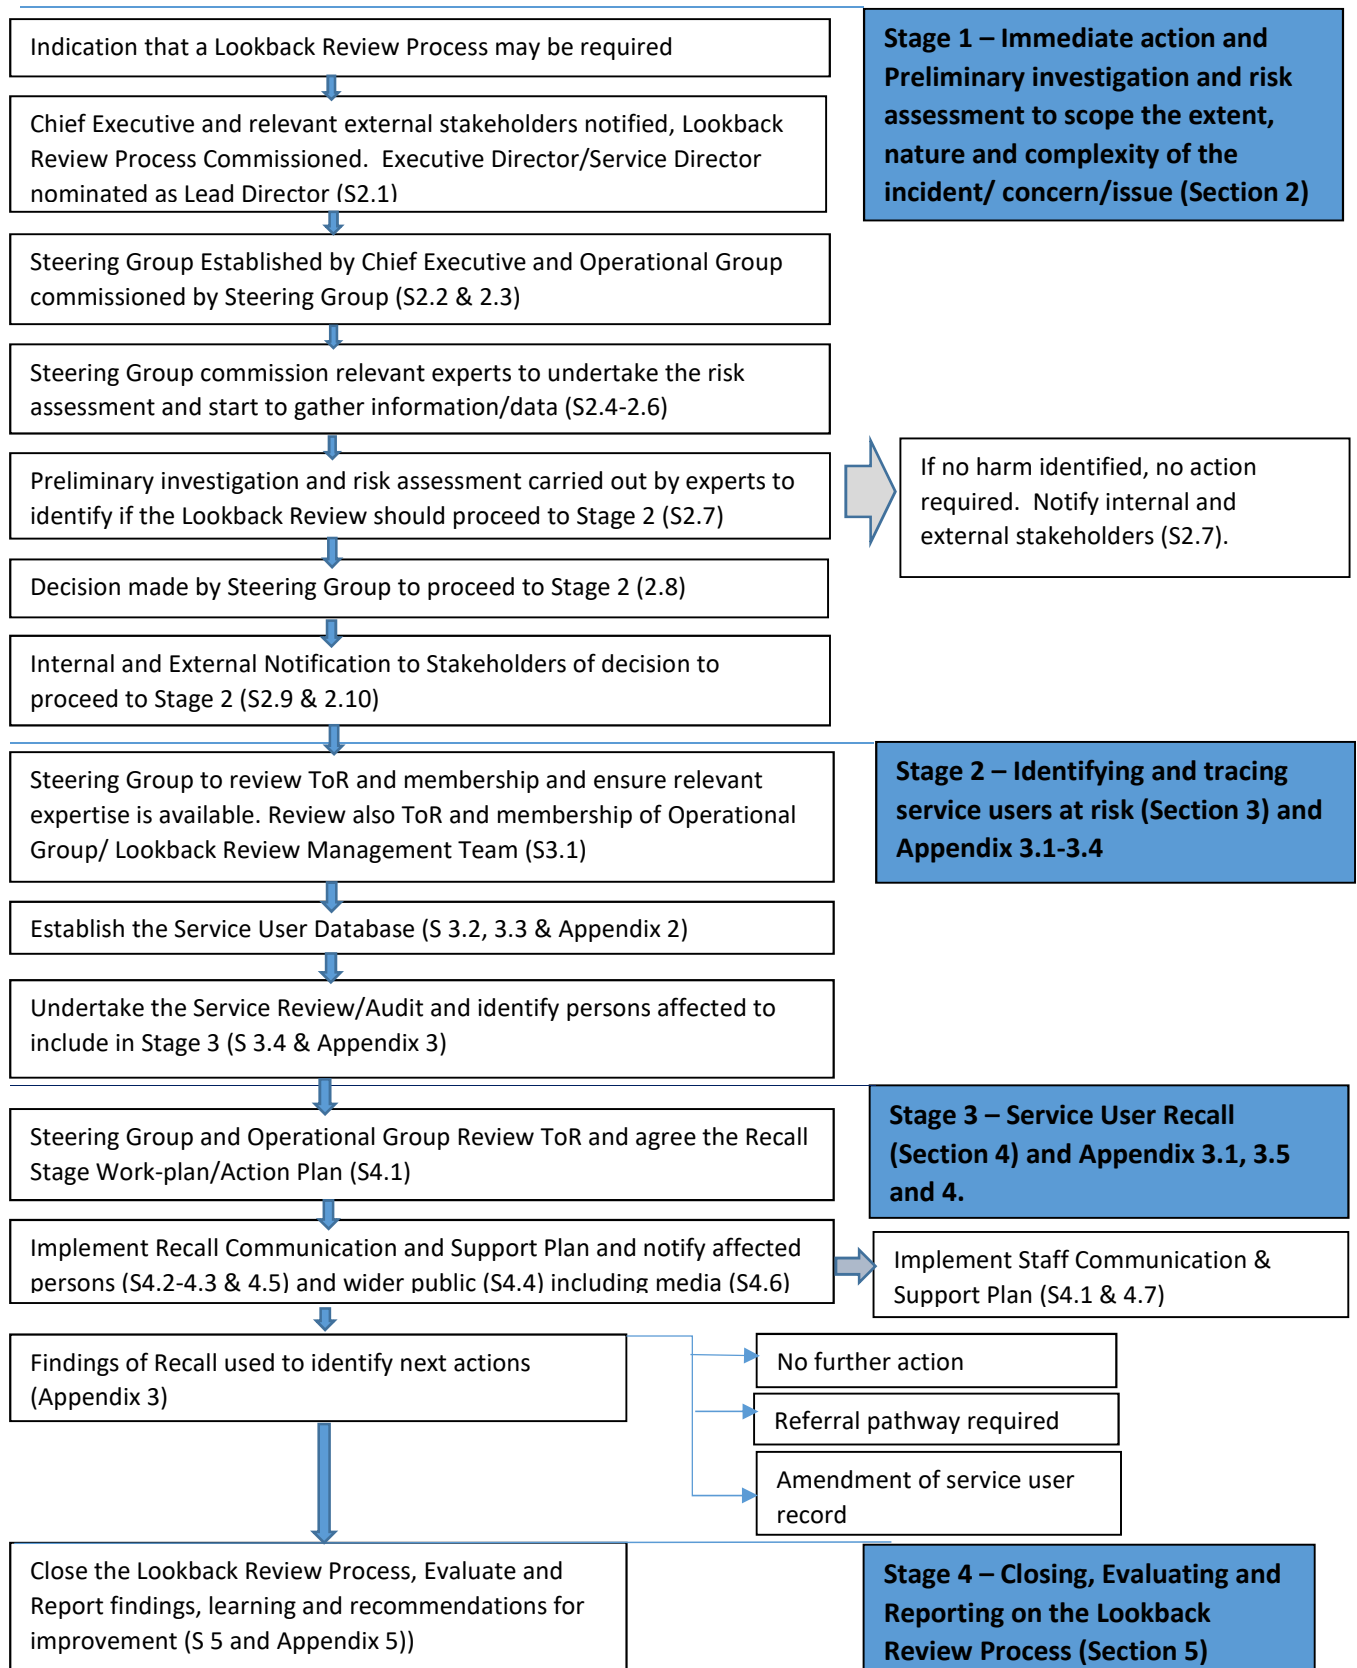 Indication that a Lookback Review Process may be required
Stage 1 – Immediate action and
Preliminary investigation and risk
assessment to scope the extent,
nature and complexity of the
incident/ concern/issue (Section 2)
Chief Executive and relevant external stakeholders notified, Lookback
Review Process Commissioned.  Executive Director/Service Director
nominated as Lead Director (S2.1)
Steering Group Established by Chief Executive and Operational Group
commissioned by Steering Group (S2.2 & 2.3)
Steering Group commission relevant experts to undertake the risk
assessment and start to gather information/data (S2.4-2.6)
Preliminary investigation and risk assessment carried out by experts to
identify if the Lookback Review should proceed to Stage 2 (S2.7)
If no harm identified, no action
required.  Notify internal and
external stakeholders (S2.7).
Decision made by Steering Group to proceed to Stage 2 (2.8)
Internal and External Notification to Stakeholders of decision to
proceed to Stage 2 (S2.9 & 2.10)
Stage 2 – Identifying and tracing
service users at risk (Section 3) and
Appendix 3.1-3.4
Steering Group to review ToR and membership and ensure relevant
expertise is available. Review also ToR and membership of Operational
Group/ Lookback Review Management Team (S3.1)
Establish the Service User Database (S 3.2, 3.3 & Appendix 2)
Undertake the Service Review/Audit and identify persons affected to
include in Stage 3 (S 3.4 & Appendix 3)
Stage 3 – Service User Recall
(Section 4) and Appendix 3.1, 3.5
and 4.
Steering Group and Operational Group Review ToR and agree the Recall
Stage Work-plan/Action Plan (S4.1)
Implement Recall Communication and Support Plan and notify affected
persons (S4.2-4.3 & 4.5) and wider public (S4.4) including media (S4.6)
Implement Staff Communication &
Support Plan (S4.1 & 4.7)
Findings of Recall used to identify next actions
(Appendix 3)
No further action
Referral pathway required
Amendment of service user
record
Close the Lookback Review Process, Evaluate and
Report findings, learning and recommendations for
improvement (S 5 and Appendix 5))
Stage 4 – Closing, Evaluating and
Reporting on the Lookback
Review Process (Section 5)